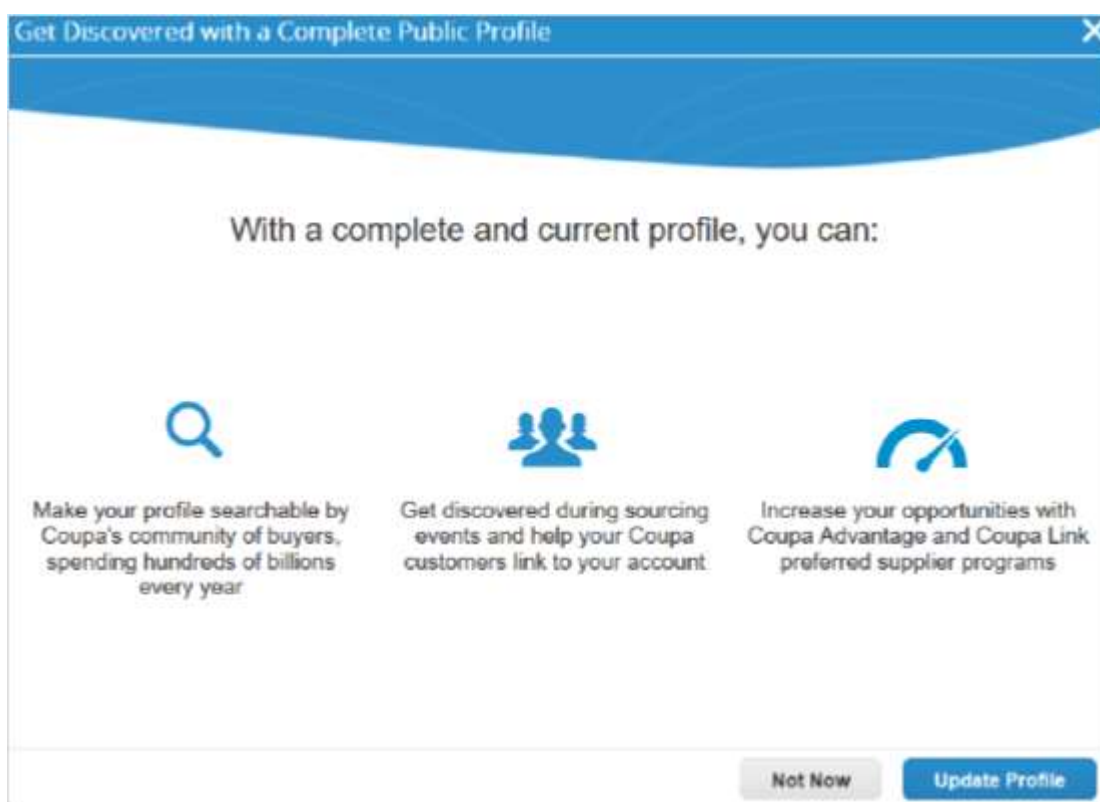 Get Discovered with a Complete Public Profile
With a complete and current profile, you can:
Make your profile searchable by
Coupa's community of buyers,
spending hundreds of billions
every year
Get discovered during sourcing
events and help your Coupa
customers link to your account
Increase your opportunities with
Coupa Advantage and Coupa Link
preferred supplier programs
Not Now
Update Profile